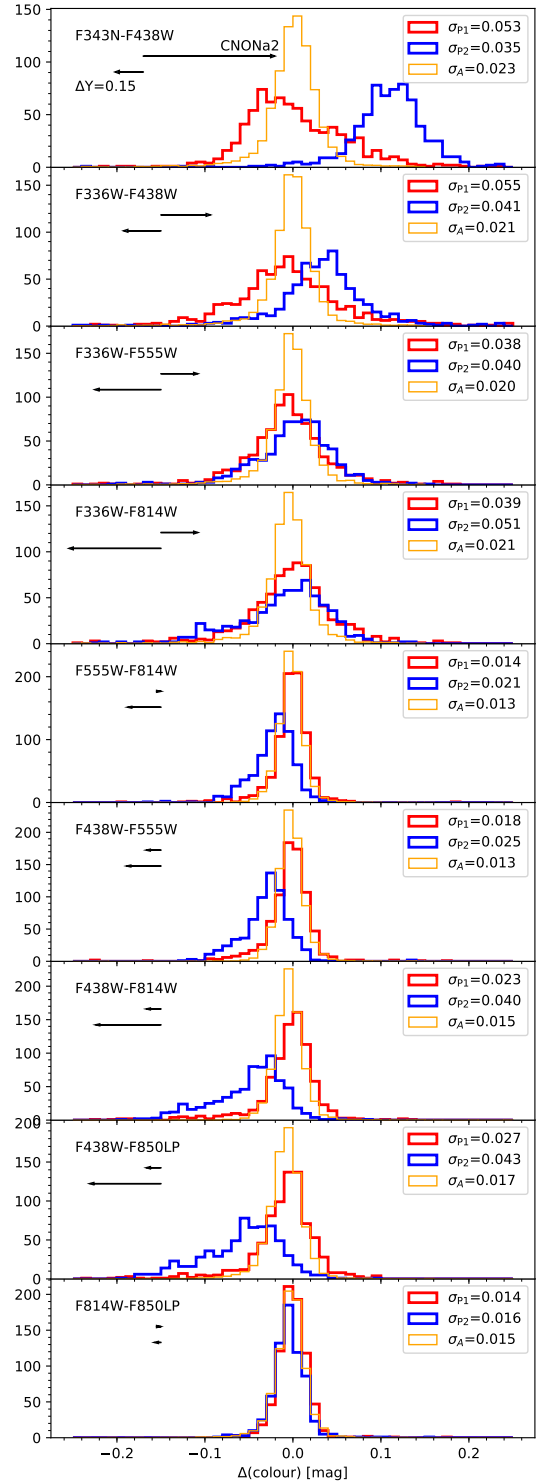 F343N-F438W
CNONa2
ΔY=0.15
σP1=0.053
σP2=0.035
σA=0.023
150
100
50
0
F336W-F438W
σP1=0.055
σP2=0.041
σA=0.021
150
100
50
0
F336W-F555W
σP1=0.038
σP2=0.040
σA=0.020
150
100
50
0
F336W-F814W
σP1=0.039
σP2=0.051
σA=0.021
150
100
50
0
F555W-F814W
σP1=0.014
σP2=0.021
σA=0.013
200
100
0
F438W-F555W
σP1=0.018
σP2=0.025
σA=0.013
200
150
100
50
0
F438W-F814W
σP1=0.023
σP2=0.040
σA=0.015
200
150
100
50
0
F438W-F850LP
σP1=0.027
σP2=0.043
σA=0.017
200
150
100
50
0
F814W-F850LP
σP1=0.014
σP2=0.016
σA=0.015
200
150
100
50
0
−0.2 −0.1 0.0 0.1 0.2
Δ(colour) [mag]